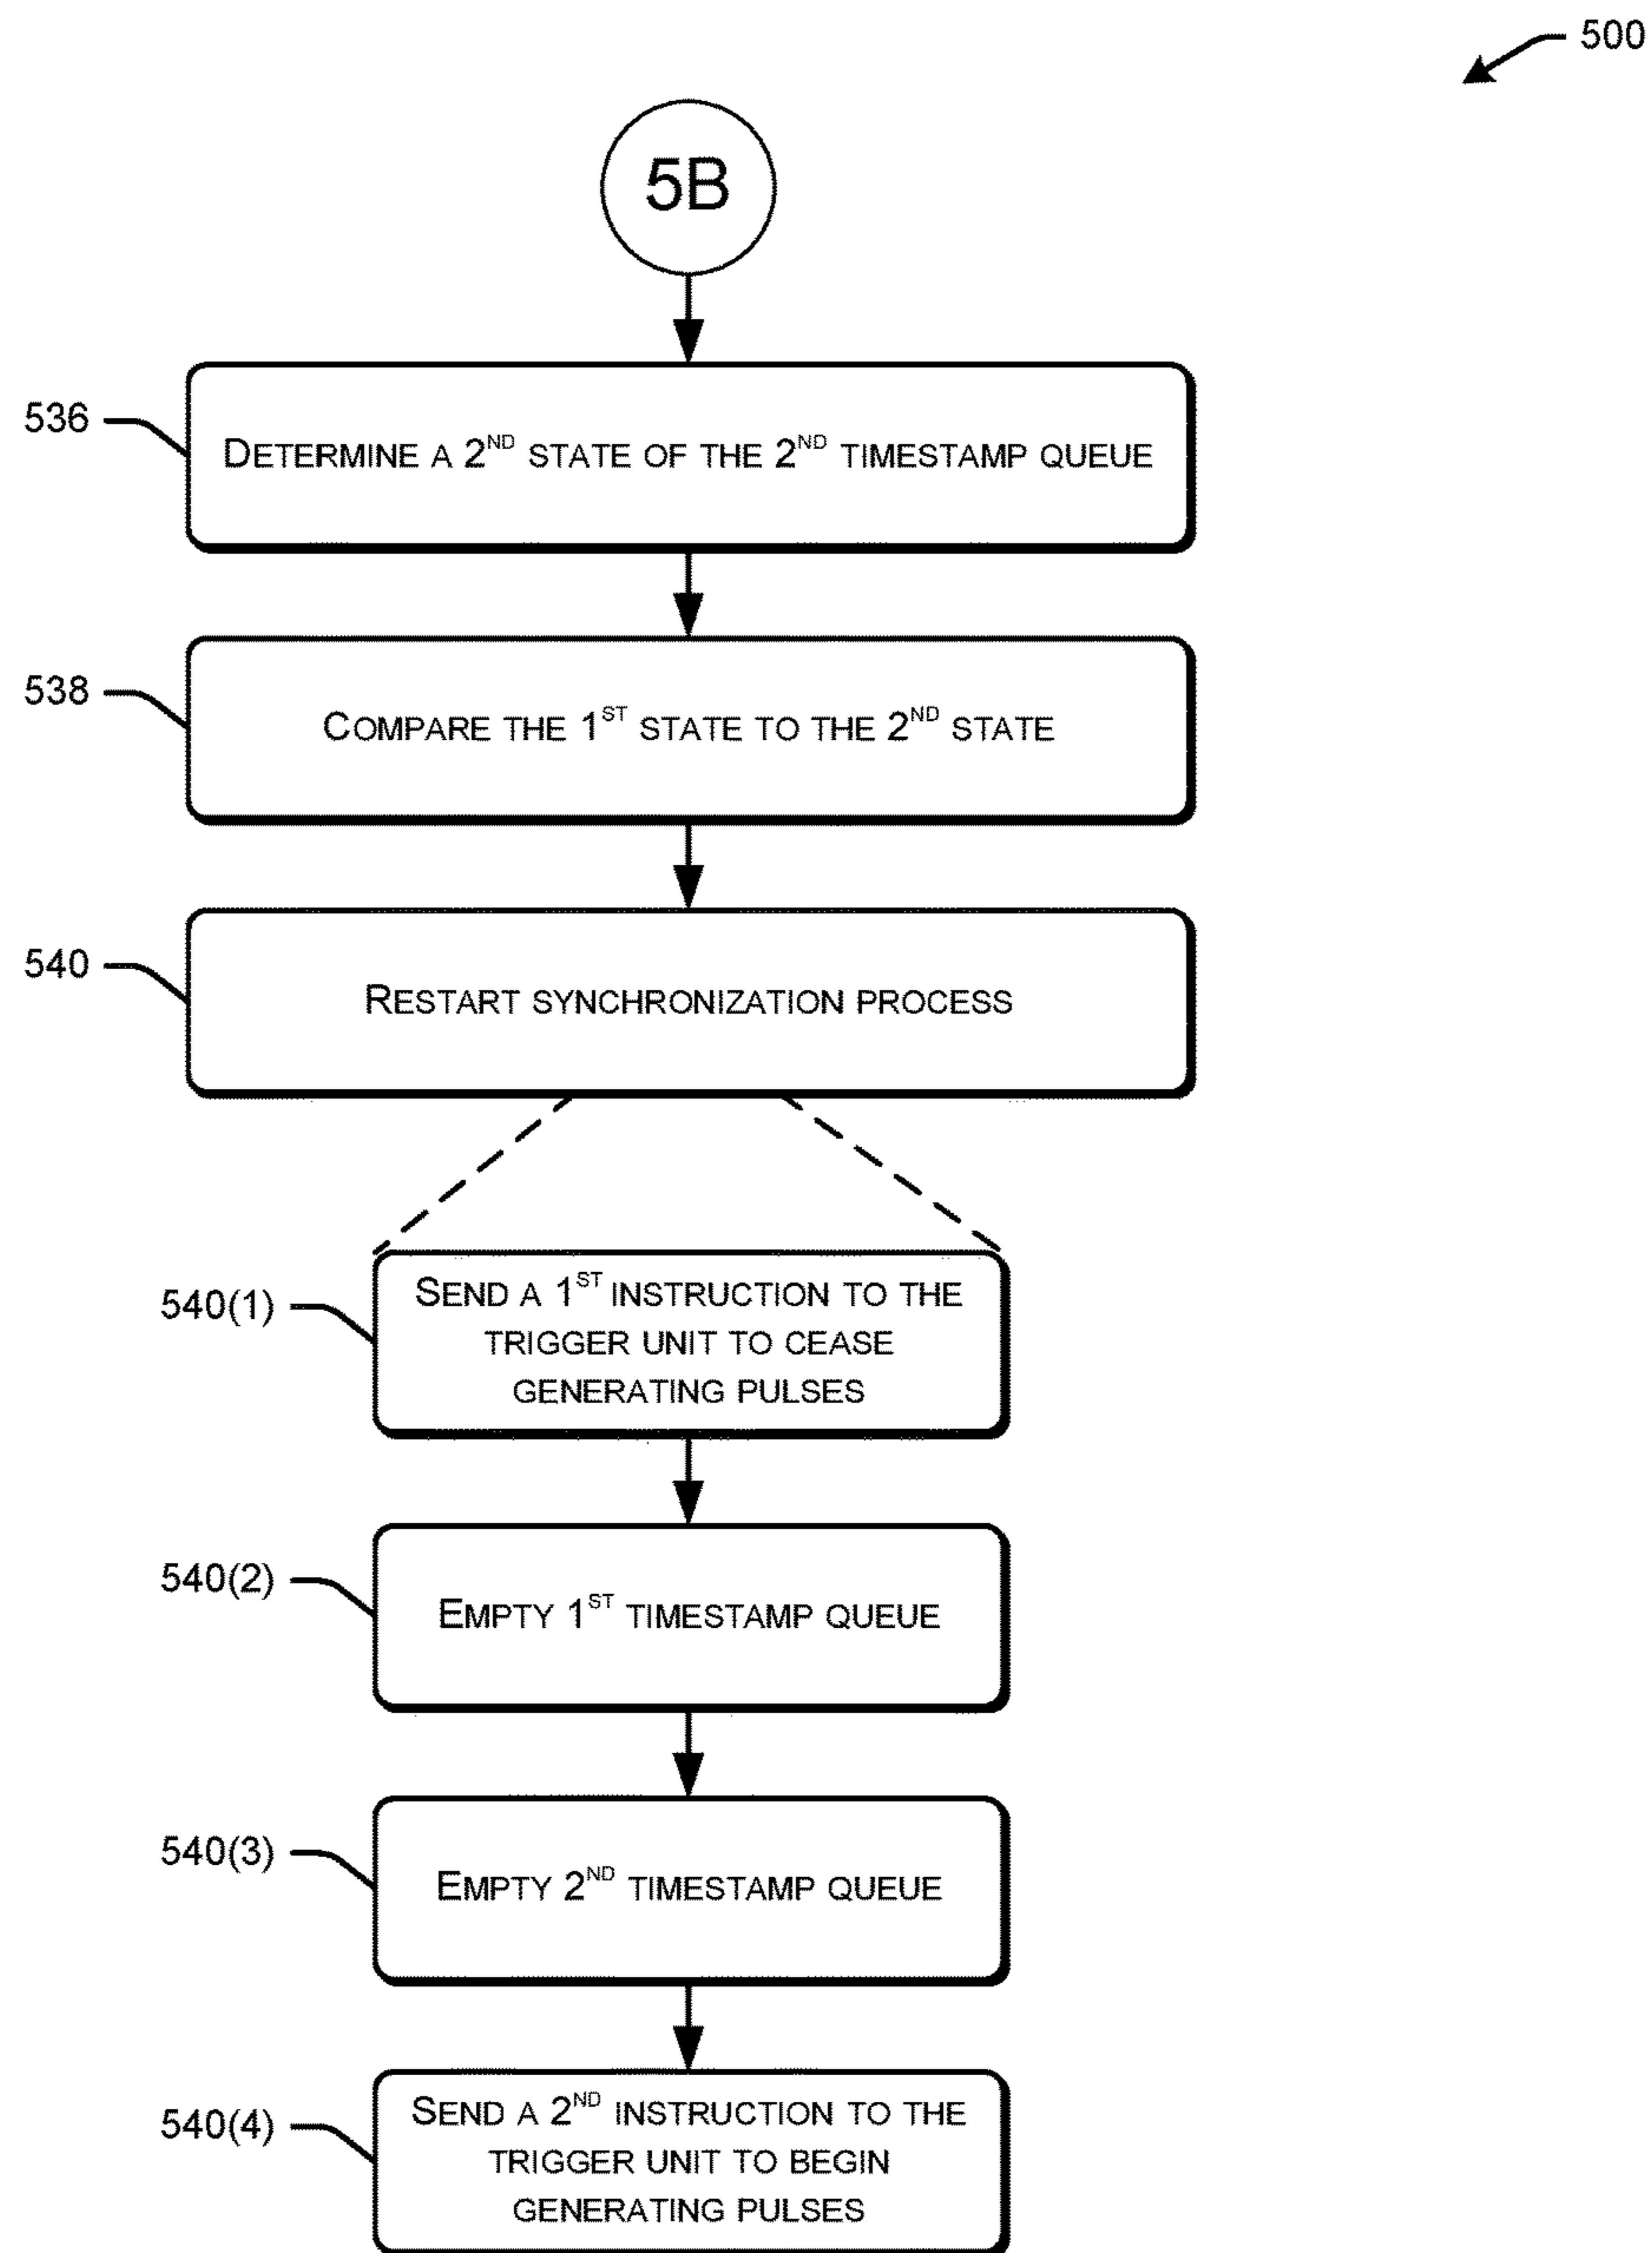 500
5B
536
DETERMINE A 2ND STATE OF THE 2ND TIMESTAMP QUEUE
538
COMPARE THE 1ST STATE TO THE 2ND STATE
540
RESTART SYNCHRONIZATION PROCESS
540(1)
SEND A 1ST INSTRUCTION TO THE
TRIGGER UNIT TO CEASE
GENERATING PULSES
540(2)
EMPTY 1ST TIMESTAMP QUEUE
540(3)
EMPTY 2ND TIMESTAMP QUEUE
540(4)
SEND A 2ND INSTRUCTION TO THE
TRIGGER UNIT TO BEGIN
GENERATING PULSES